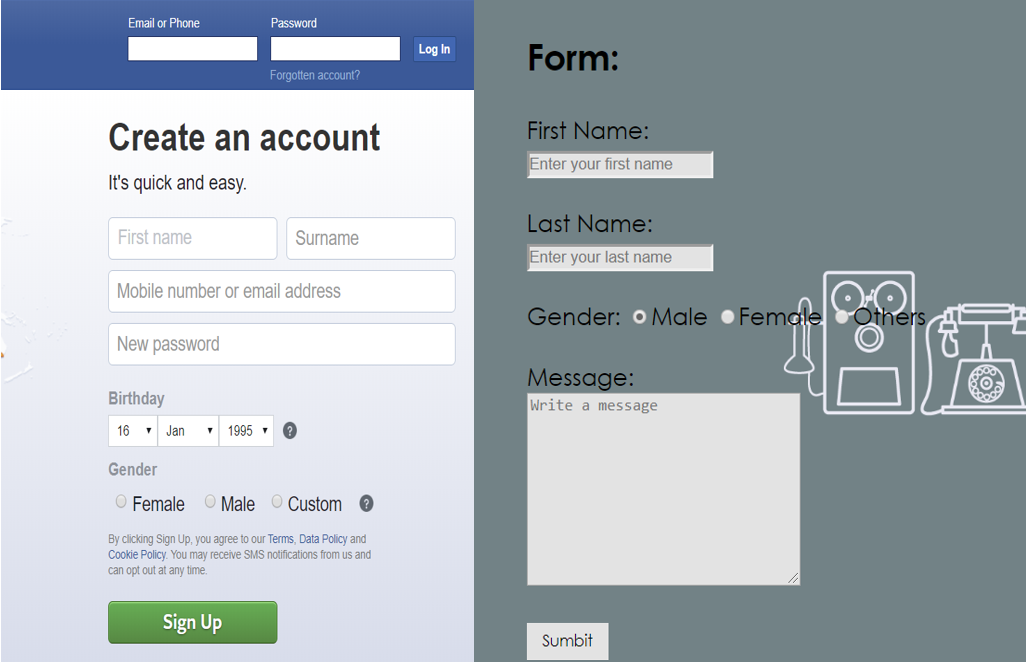 Email or Phone Password
Log In
Forgotten account?
Create an account
It's quick and easy.
First name Surname
Mobile number or email address
New password
Birthday
16 Jan 1995 ?
Gender
Female Male Custom ?
By clicking Sign Up, you agree to our Terms, Data Policy and
Cookie Policy. You may receive SMS notifications from us and
can opt out at any time.
Sign Up
Form:
First Name:
Enter your first name
Last Name:
Enter your last name
Gender: Male Female Others
Message:
Write a message
Sumbit